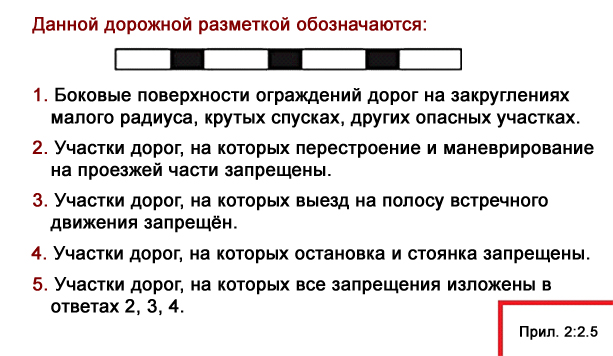 Данной дорожной разметкой обозначаются:
1. Боковые поверхности ограждений дорог на закруглениях
малого радиуса, крутых спусках, других опасных участках.
2. Участки дорог, на которых перестроение и маневрирование
на проезжей части запрещены.
3. Участки дорог, на которых выезд на полосу встречного
движения запрещён.
4. Участки дорог, на которых остановка и стоянка запрещены.
5. Участки дорог, на которых все запрещения изложены в
ответах 2, 3, 4.
Прил. 2:2.5